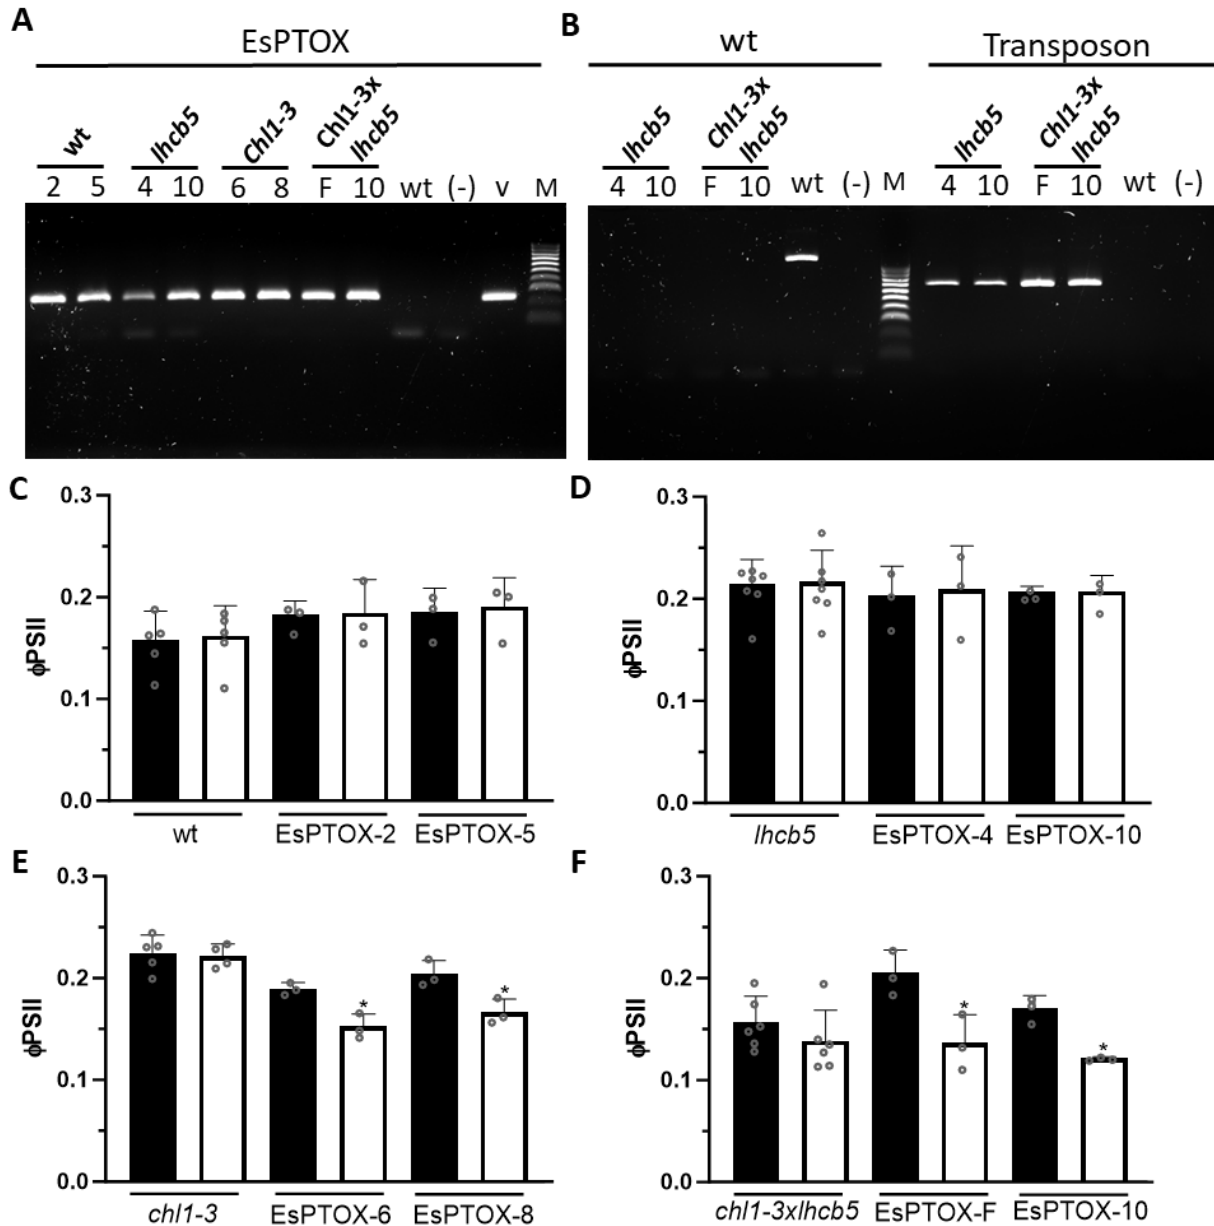 A
EsPTOX
wt
lhcb5
Chl1-3
Chl1-3x
lhcb5
2 5 4 10 6 8 F 10 wt (-) v M
B
wt
Transposon
lhcb5
Chl1-3x
lhcb5
lhcb5
Chl1-3x
lhcb5
4 10 F 10 wt (-) M 4 10 F 10 wt (-)
C
ϕPSII
0.3
0.2
0.1
0.0
wt EsPTOX-2 EsPTOX-5
D
ϕPSII
0.3
0.2
0.1
0.0
lhcb5 EsPTOX-4 EsPTOX-10
E
ϕPSII
0.3
0.2
0.1
0.0
* *
chl1-3 EsPTOX-6 EsPTOX-8
F
ϕPSII
0.3
0.2
0.1
0.0
* *
chl1-3xlhcb5 EsPTOX-F EsPTOX-10